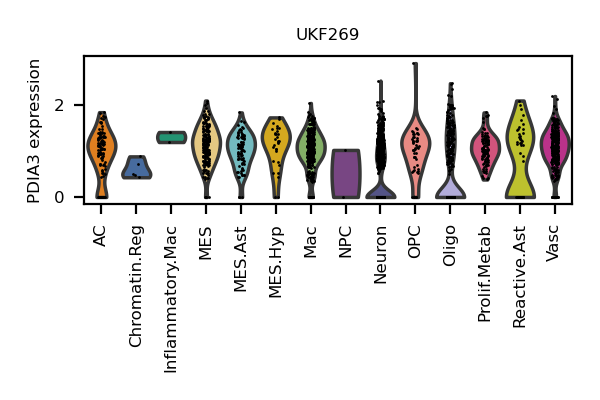 UKF269
PDIA3 expression
2
0
AC
Chromatin.Reg
Inflammatory.Mac
MES
MES.Ast
MES.Hyp
Mac
NPC
Neuron
OPC
Oligo
Prolif.Metab
Reactive.Ast
Vasc